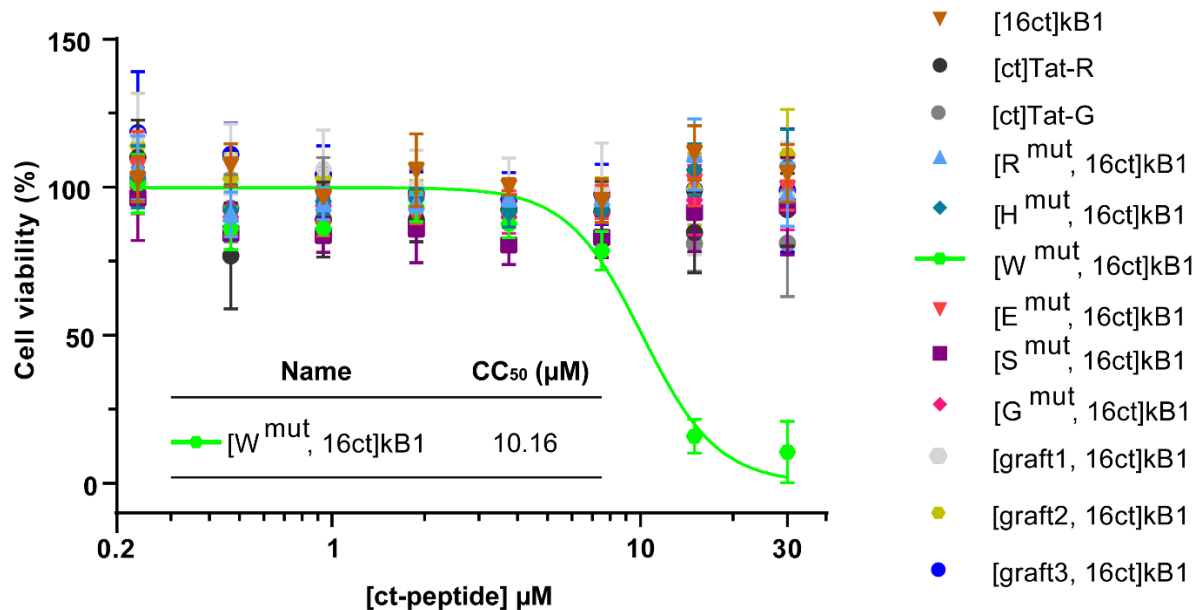 150
100
50
0
Cell viability (%)
0.2
1
10
30
[ct-peptide] µM
Name CC₅₀ (µM)
[W mut, 16ct]kB1 10.16
[16ct]kB1
[ct]Tat-R
[ct]Tat-G
[R mut, 16ct]kB1
[H mut, 16ct]kB1
[W mut, 16ct]kB1
[E mut, 16ct]kB1
[S mut, 16ct]kB1
[G mut, 16ct]kB1
[graft1, 16ct]kB1
[graft2, 16ct]kB1
[graft3, 16ct]kB1